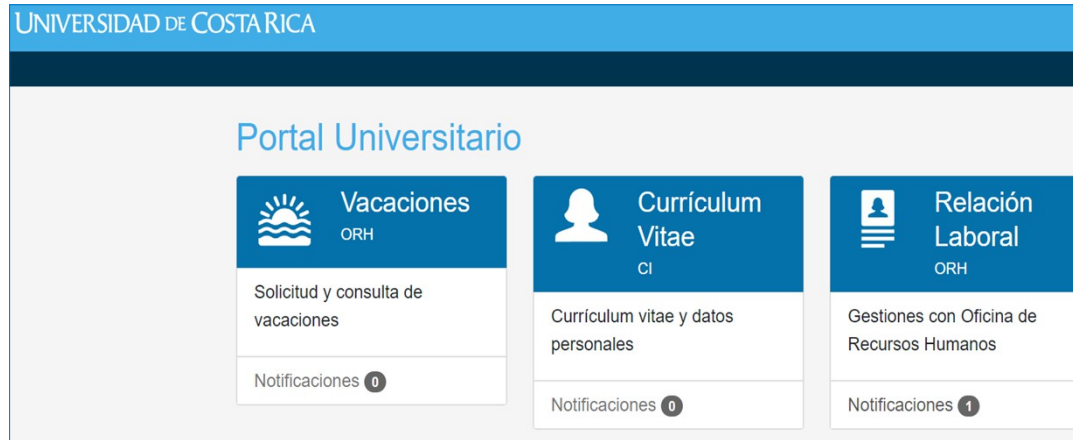 UNIVERSIDAD DE COSTA RICA
Portal Universitario
Vacaciones
ORH
Solicitud y consulta de
vacaciones
Notificaciones 0
Currículum
Vitae
CI
Currículum vitae y datos
personales
Notificaciones 0
Relación
Laboral
ORH
Gestiones con Oficina de
Recursos Humanos
Notificaciones 1